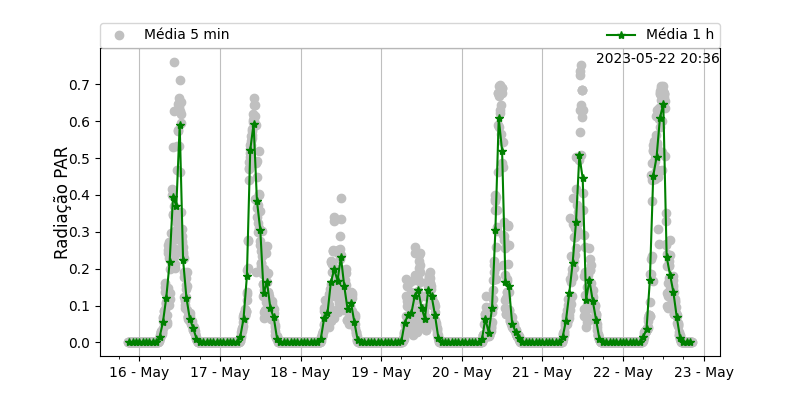 Média 5 min
Média 1 h
2023-05-22 20:36
Radiação PAR
0.7
0.6
0.5
0.4
0.3
0.2
0.1
0.0
16 - May
17 - May
18 - May
19 - May
20 - May
21 - May
22 - May
23 - May